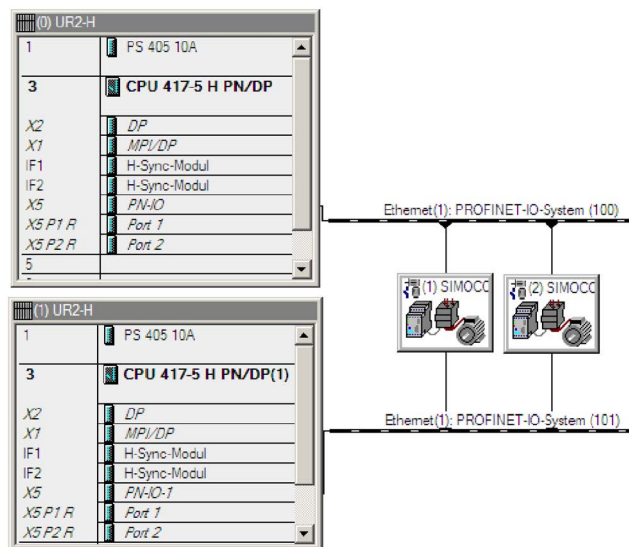 (0) UR2-H
1 PS 405 10A
3 CPU 417-5 H PN/DP
X2 DP
X1 MPI/DP
IF1 H-Sync-Modul
IF2 H-Sync-Modul
X5 PN-IO
X5 P1 R Port 1
X5 P2 R Port 2
5
Ethernet(1): PROFINET-IO-System (100)
(1) SIMOCC
(2) SIMOCC
(1) UR2-H
1 PS 405 10A
3 CPU 417-5 H PN/DP(1)
X2 DP
X1 MPI/DP
IF1 H-Sync-Modul
IF2 H-Sync-Modul
X5 PN-IO-1
X5 P1 R Port 1
X5 P2 R Port 2
Ethernet(1): PROFINET-IO-System (101)